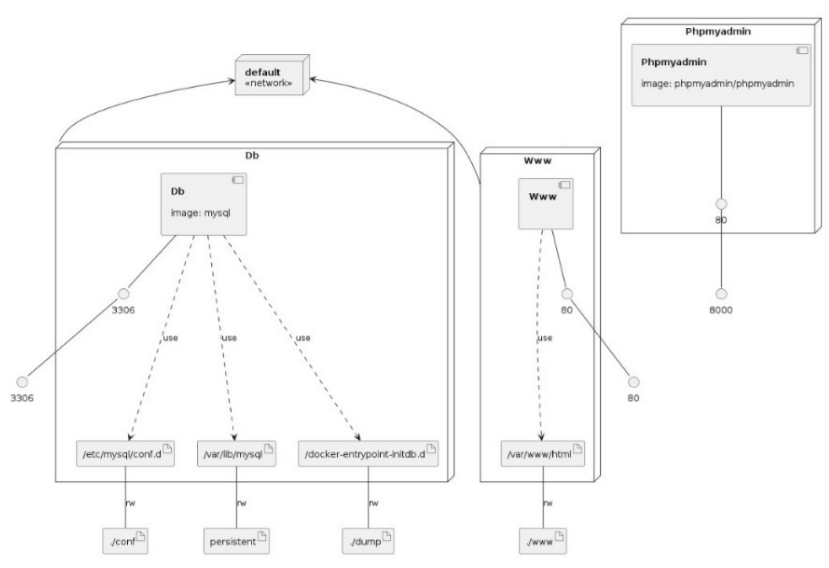 Phpmyadmin
Phpmyadmin
image: phpmyadmin/phpmyadmin
80
8000
default
«network»
Db
Db
image: mysql
3306
3306
use
use
use
/etc/mysql/conf.d
/var/lib/mysql
/docker-entrypoint-initdb.d
rw
rw
rw
./conf
persistent
./dump
Www
Www
80
80
use
/var/www/html
rw
./www